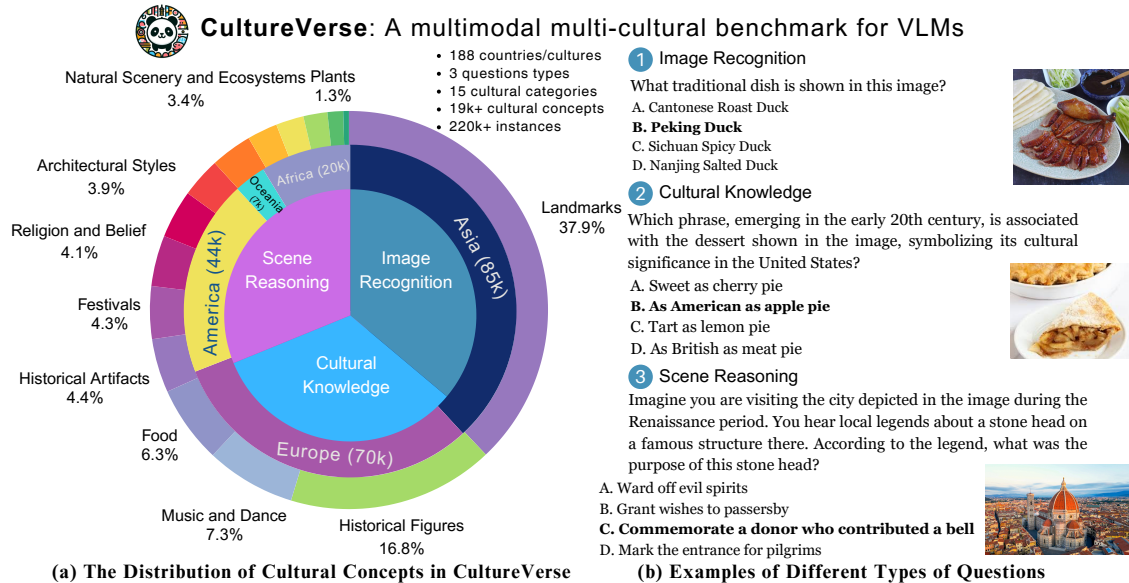 CultureVerse: A multimodal multi-cultural benchmark for VLMs
• 188 countries/cultures
• 3 questions types
• 15 cultural categories
• 19k+ cultural concepts
• 220k+ instances
Natural Scenery and Ecosystems
3.4%
Plants
1.3%
Architectural Styles
3.9%
Religion and Belief
4.1%
Festivals
4.3%
Historical Artifacts
4.4%
Food
6.3%
Music and Dance
7.3%
Historical Figures
16.8%
Landmarks
37.9%
Africa (20k)
Oceania
(7k)
America (44k)
Asia (85k)
Europe (70k)
Scene
Reasoning
Image
Recognition
Cultural
Knowledge
(a) The Distribution of Cultural Concepts in CultureVerse
1 Image Recognition
What traditional dish is shown in this image?
A. Cantonese Roast Duck
B. Peking Duck
C. Sichuan Spicy Duck
D. Nanjing Salted Duck
2 Cultural Knowledge
Which phrase, emerging in the early 20th century, is associated
with the dessert shown in the image, symbolizing its cultural
significance in the United States?
A. Sweet as cherry pie
B. As American as apple pie
C. Tart as lemon pie
D. As British as meat pie
3 Scene Reasoning
Imagine you are visiting the city depicted in the image during the
Renaissance period. You hear local legends about a stone head on
a famous structure there. According to the legend, what was the
purpose of this stone head?
A. Ward off evil spirits
B. Grant wishes to passersby
C. Commemorate a donor who contributed a bell
D. Mark the entrance for pilgrims
(b) Examples of Different Types of Questions